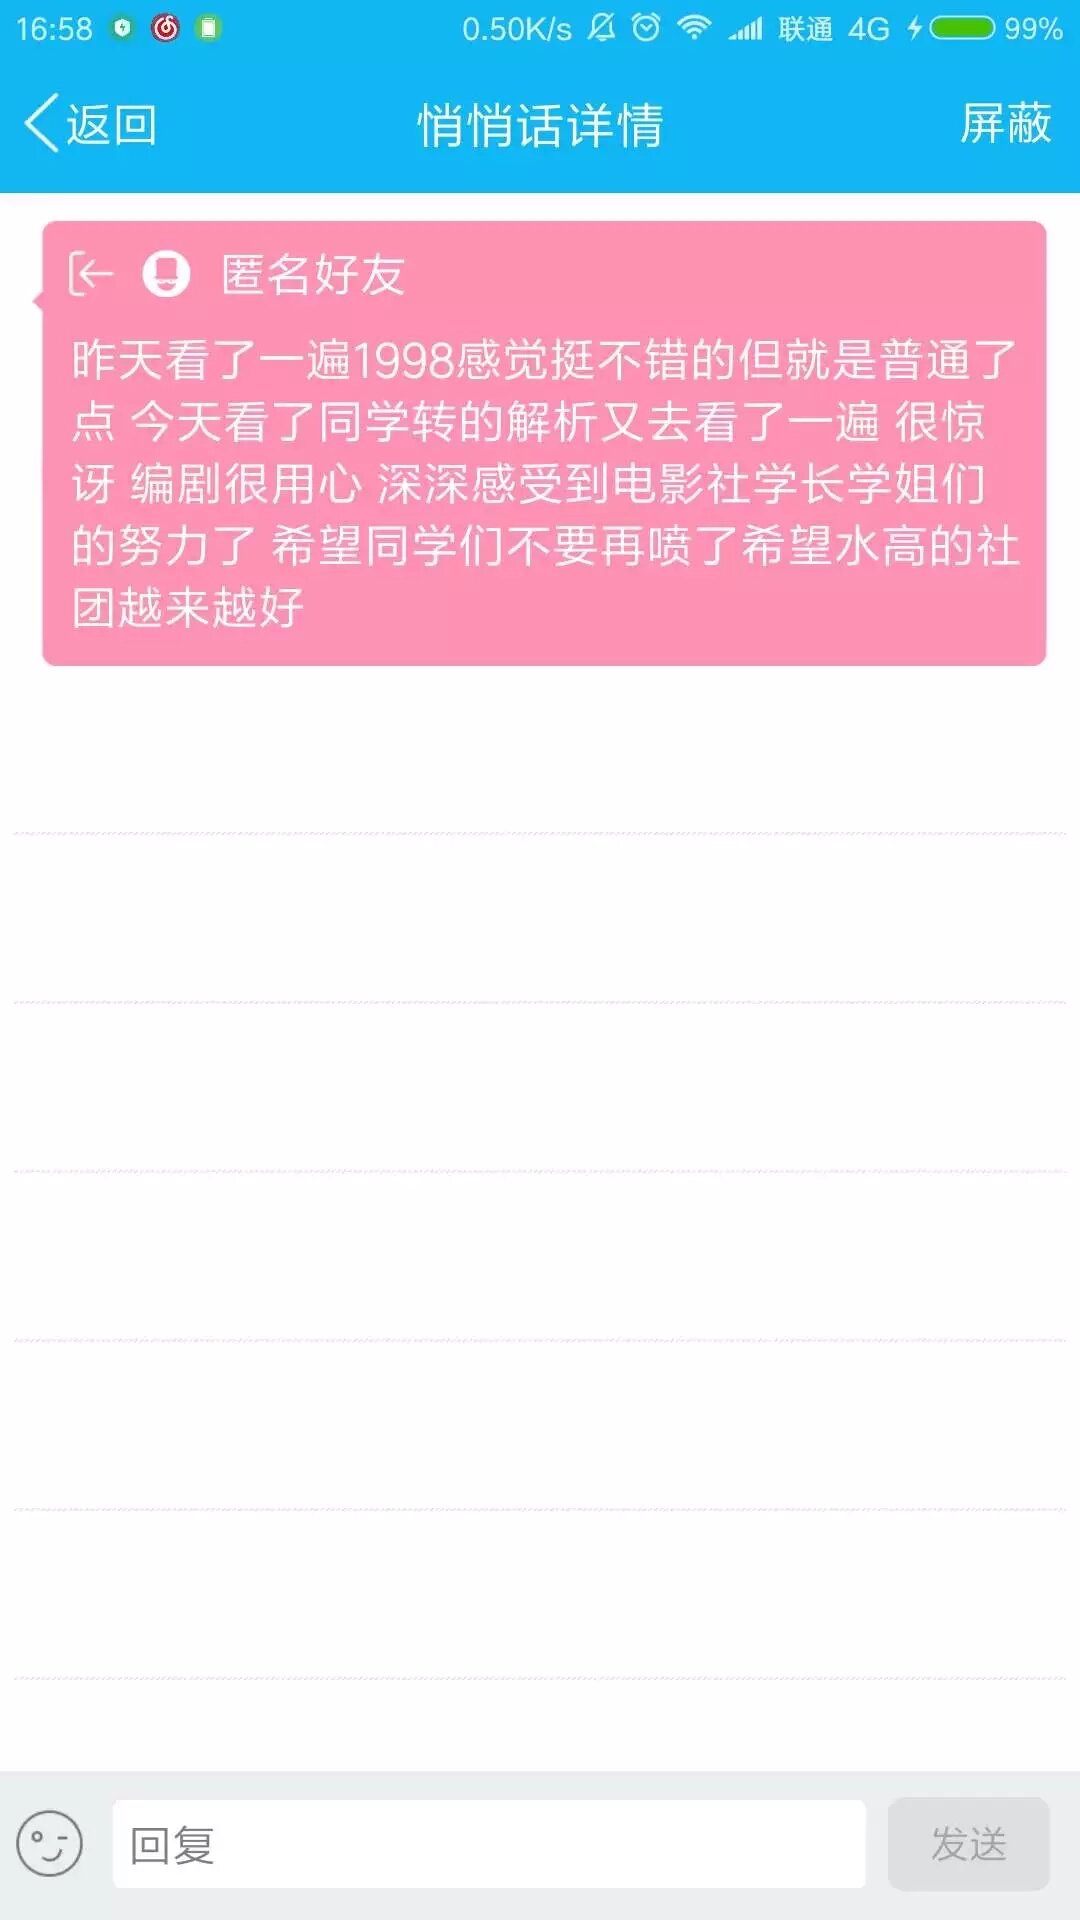 16:58 0.50K/s 联通 4G 99%
返回 悄悄话详情 屏蔽
匿名好友
昨天看了一遍1998感觉挺不错的但就是普通了
点 今天看了同学转的解析又去看了一遍 很惊
讶 编剧很用心 深深感受到电影社学长学姐们
的努力了 希望同学们不要再喷了希望水高的社
团越来越好
回复 发送